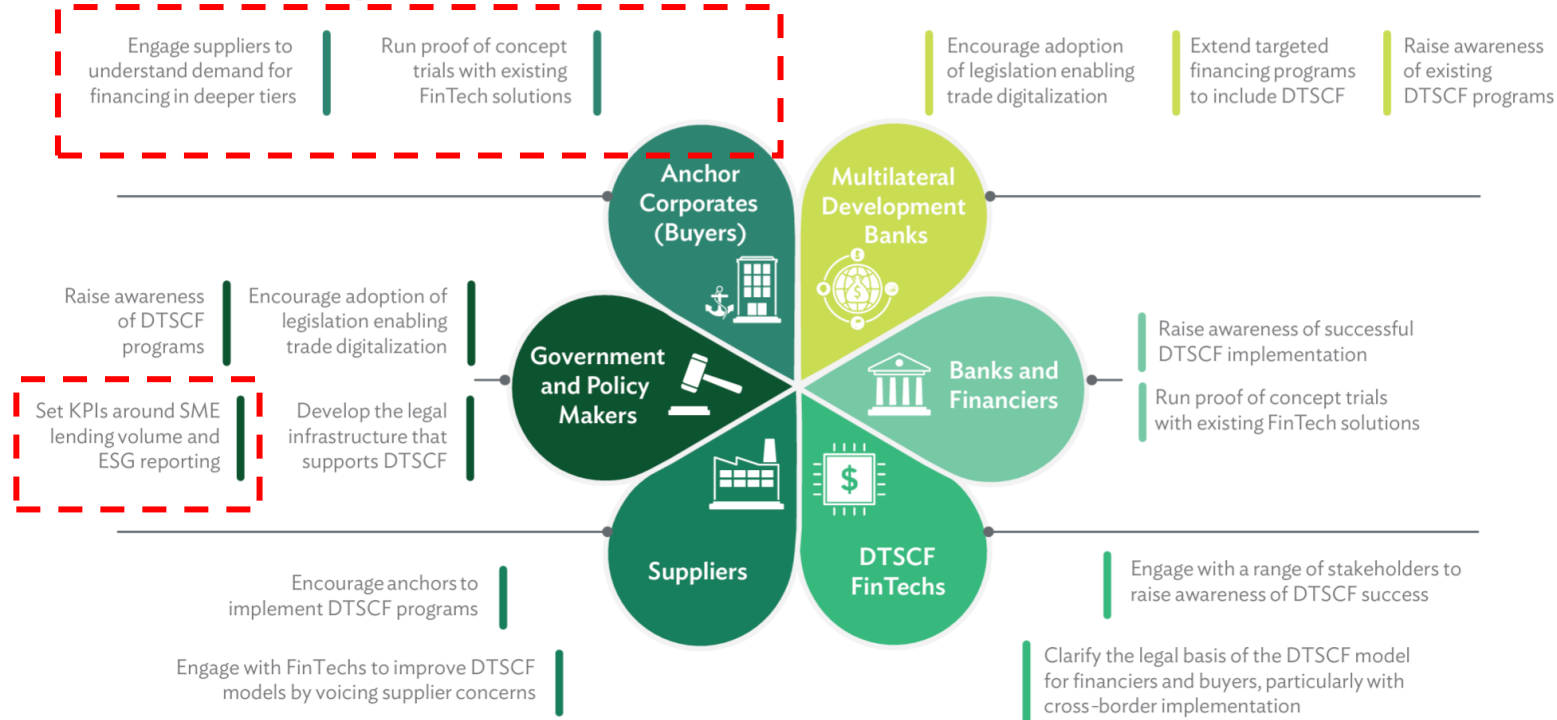 Engage suppliers to
understand demand for
financing in deeper tiers
Run proof of concept
trials with existing
FinTech solutions
Encourage adoption
of legislation enabling
trade digitalization
Extend targeted
financing programs
to include DTSCF
Raise awareness
of existing
DTSCF programs
Anchor
Corporates
(Buyers)
Multilateral
Development
Banks
Raise awareness
of DTSCF
programs
Encourage adoption of
legislation enabling
trade digitalization
Set KPIs around SME
lending volume and
ESG reporting
Develop the legal
infrastructure that
supports DTSCF
Government
and Policy
Makers
$
Banks and
Financiers
Raise awareness of successful
DTSCF implementation
Run proof of concept trials
with existing FinTech solutions
Suppliers
$
DTSCF
FinTechs
Encourage anchors to
implement DTSCF programs
Engage with FinTechs to improve DTSCF
models by voicing supplier concerns
Engage with a range of stakeholders to
raise awareness of DTSCF success
Clarify the legal basis of the DTSCF model
for financiers and buyers, particularly with
cross-border implementation